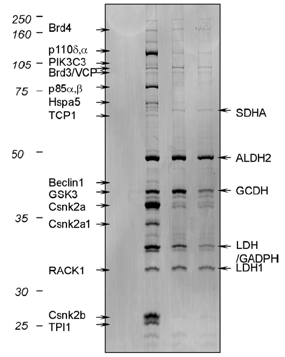 250
160
Brd4
p110δ,α
105
PIK3C3
Brd3/VCP
75
p85α,β
Hspa5
TCP1
SDHA
50
ALDH2
Beclin1
GSK3
GCDH
Csnk2a
35
Csnk2a1
LDH
/GADPH
RACK1
LDH1
30
Csnk2b
25
TPI1